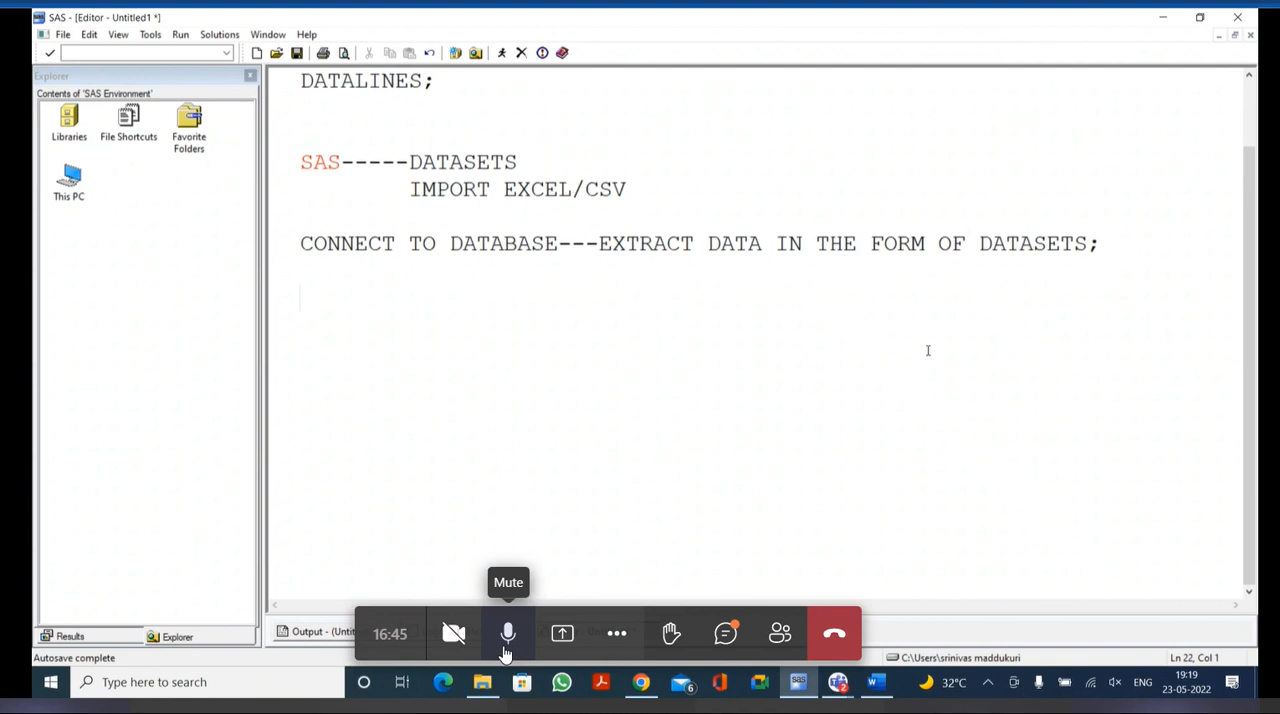 SAS - [Editor - Untitled1 *]
File Edit View Tools Run Solutions Window Help
Explorer
Contents of 'SAS Environment'
Libraries
File Shortcuts
Favorite Folders
This PC
DATALINES;
SAS-----DATASETS
IMPORT EXCEL/CSV
CONNECT TO DATABASE---EXTRACT DATA IN THE FORM OF DATASETS;
Mute
Results
Explorer
Output - (Unti
16:45
Autosave complete
C:\Users\srinivas maddukuri
Ln 22, Col 1
Type here to search
6
2
32°C
ENG
19:19
23-05-2022